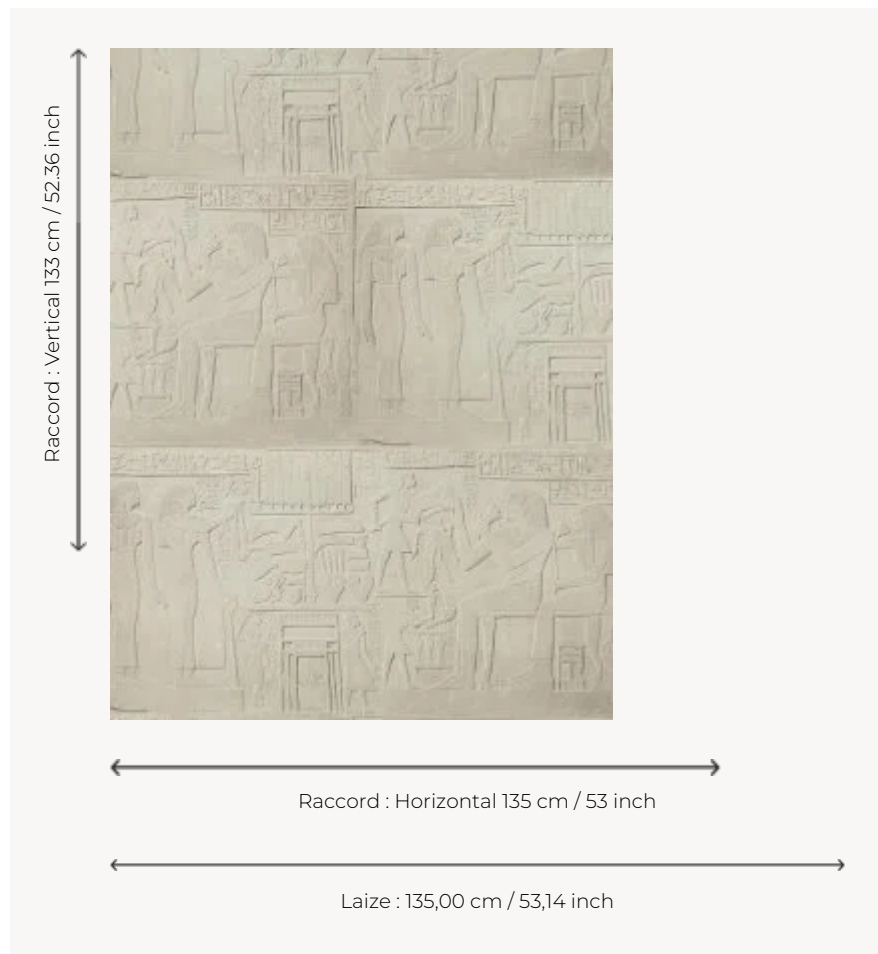 Raccord : Vertical 133 cm / 52.36 inch
Raccord : Horizontal 135 cm / 53 inch
Laize : 135,00 cm / 53,14 inch